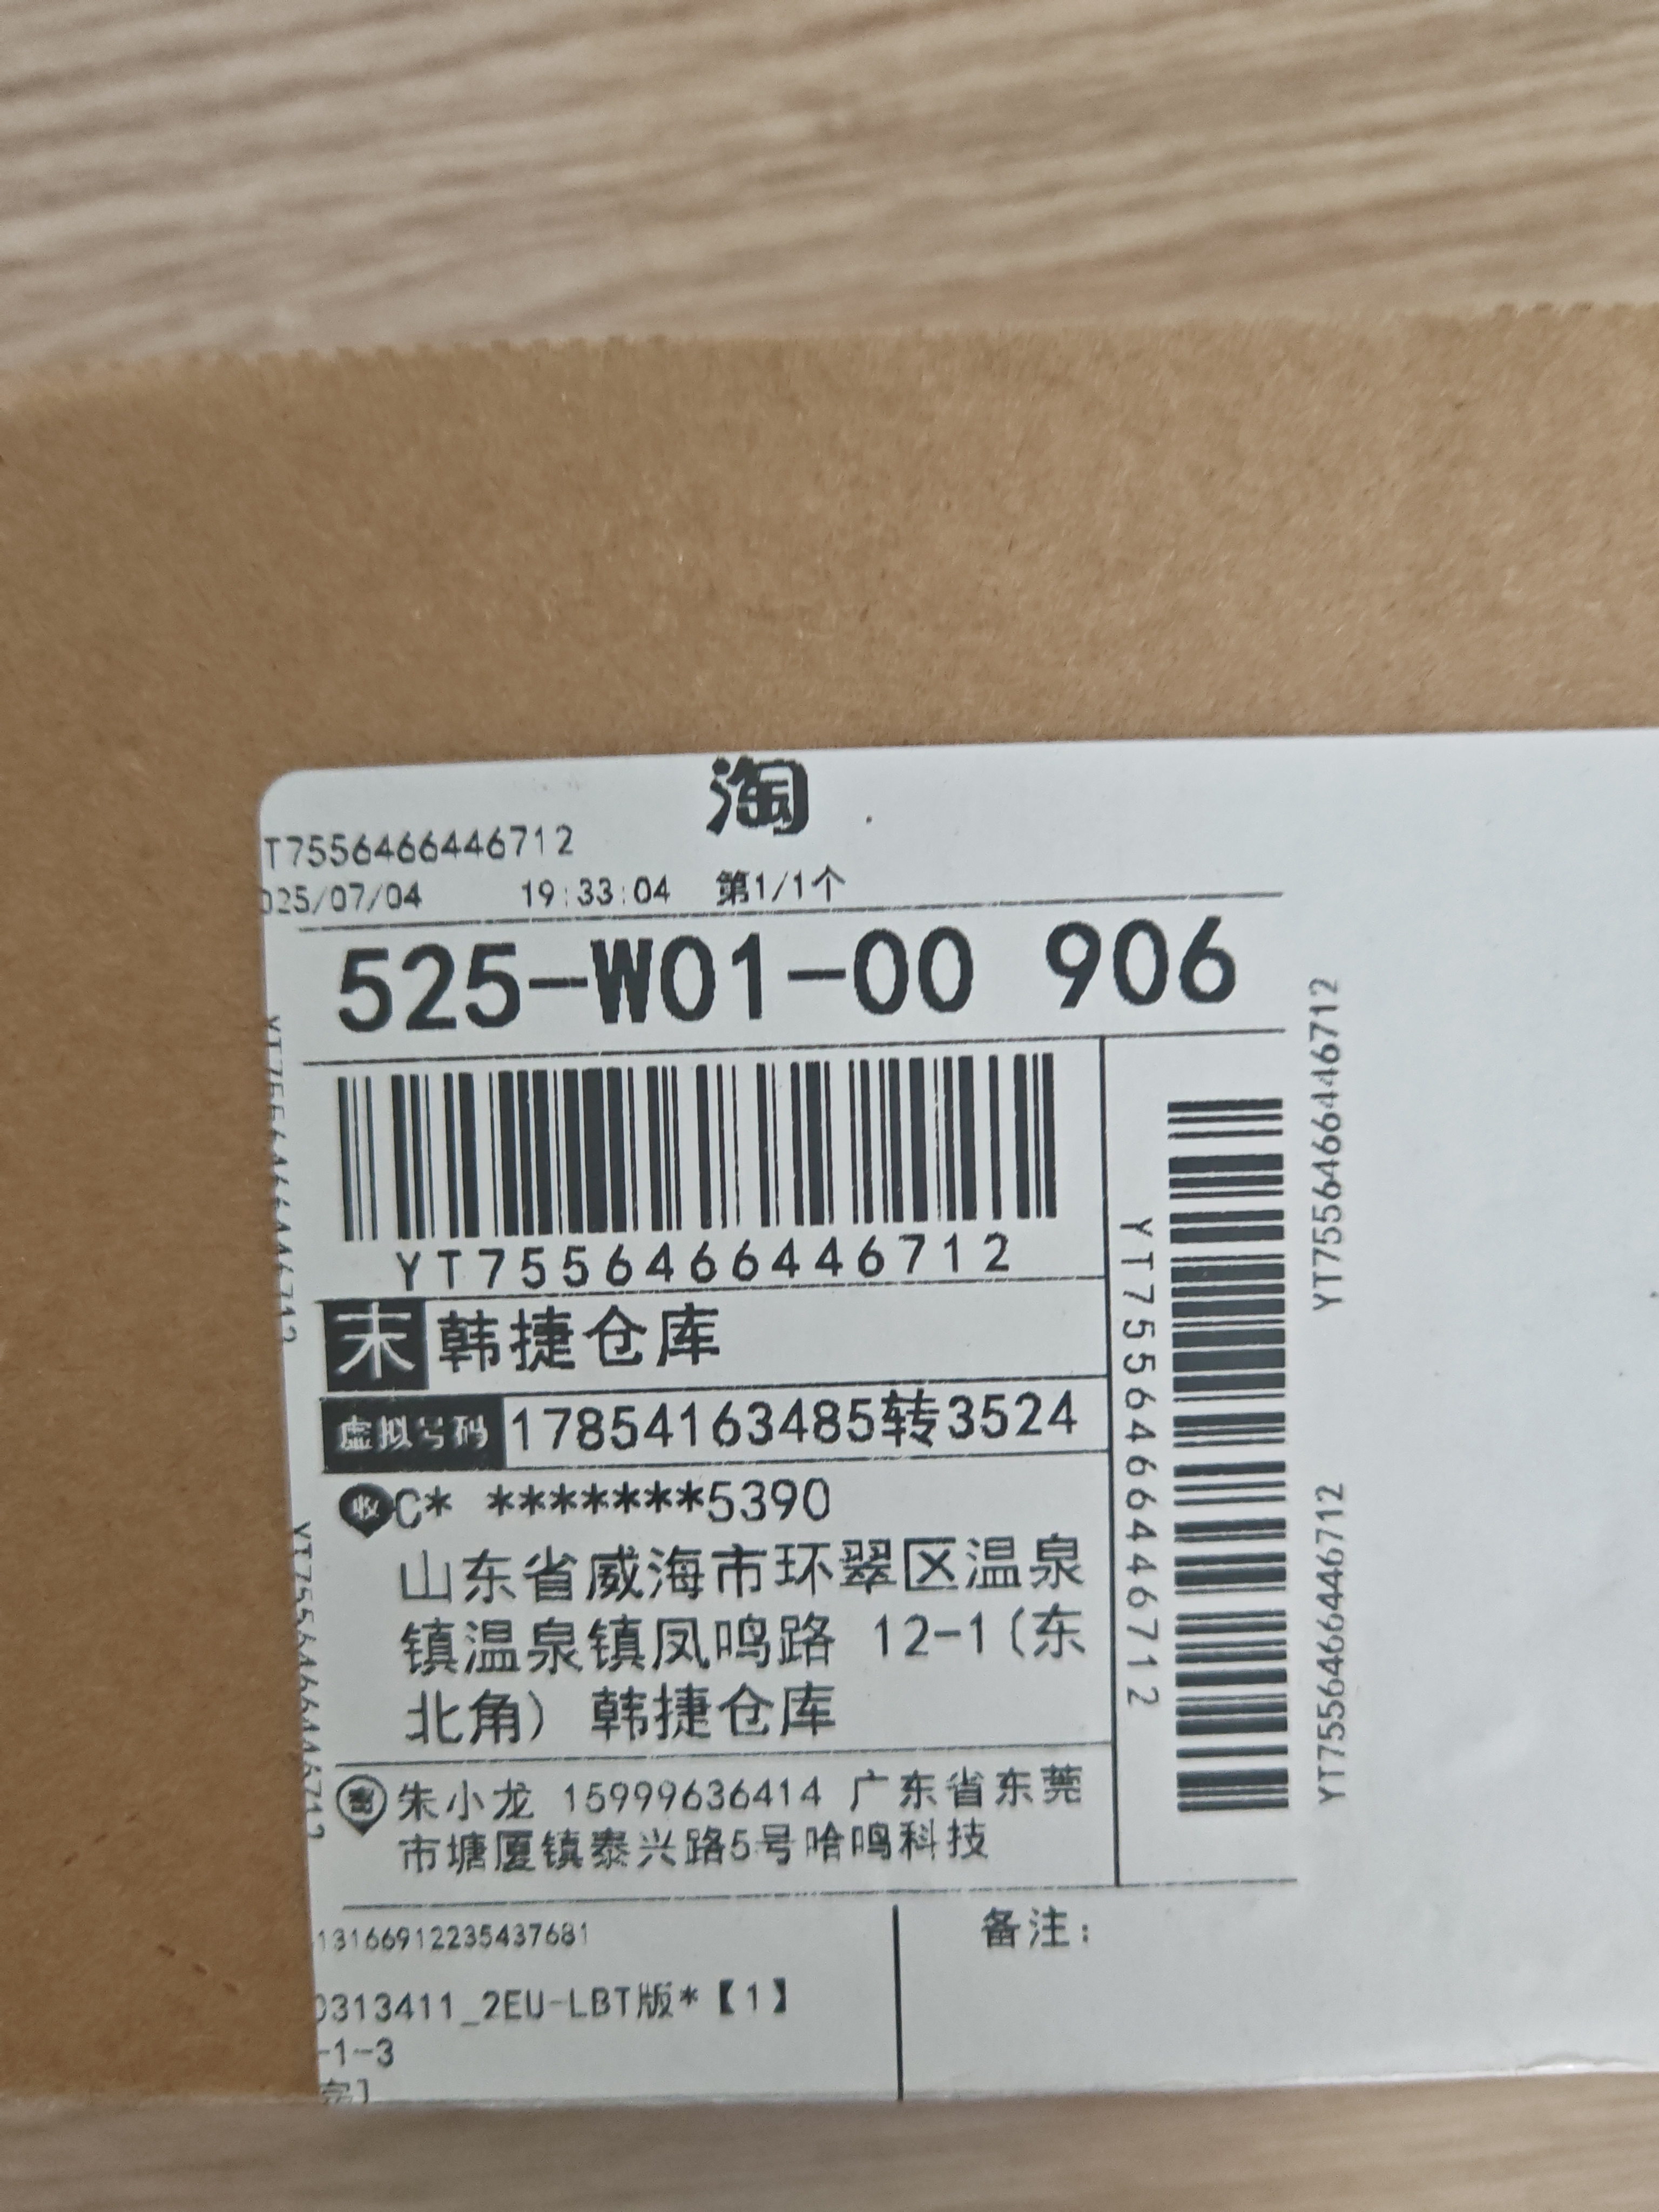 淘
T7556466446712
025/07/04 19:33:04 第1/1个
525-W01-00 906
YT7556466446712
末 韩捷仓库
虚拟号码 17854163485转3524
收 C* *******5390
山东省威海市环翠区温泉
镇温泉镇凤鸣路 12-1(东
北角) 韩捷仓库
朱小龙 15999636414 广东省东莞
市塘厦镇泰兴路5号哈鸣科技
13166912235437681
0313411_2EU-LBT版*【1】
-1-3
备注:
YT7556466446712
YT7556466446712
YT7556466446712
YT7556466446712
YT7556466446712